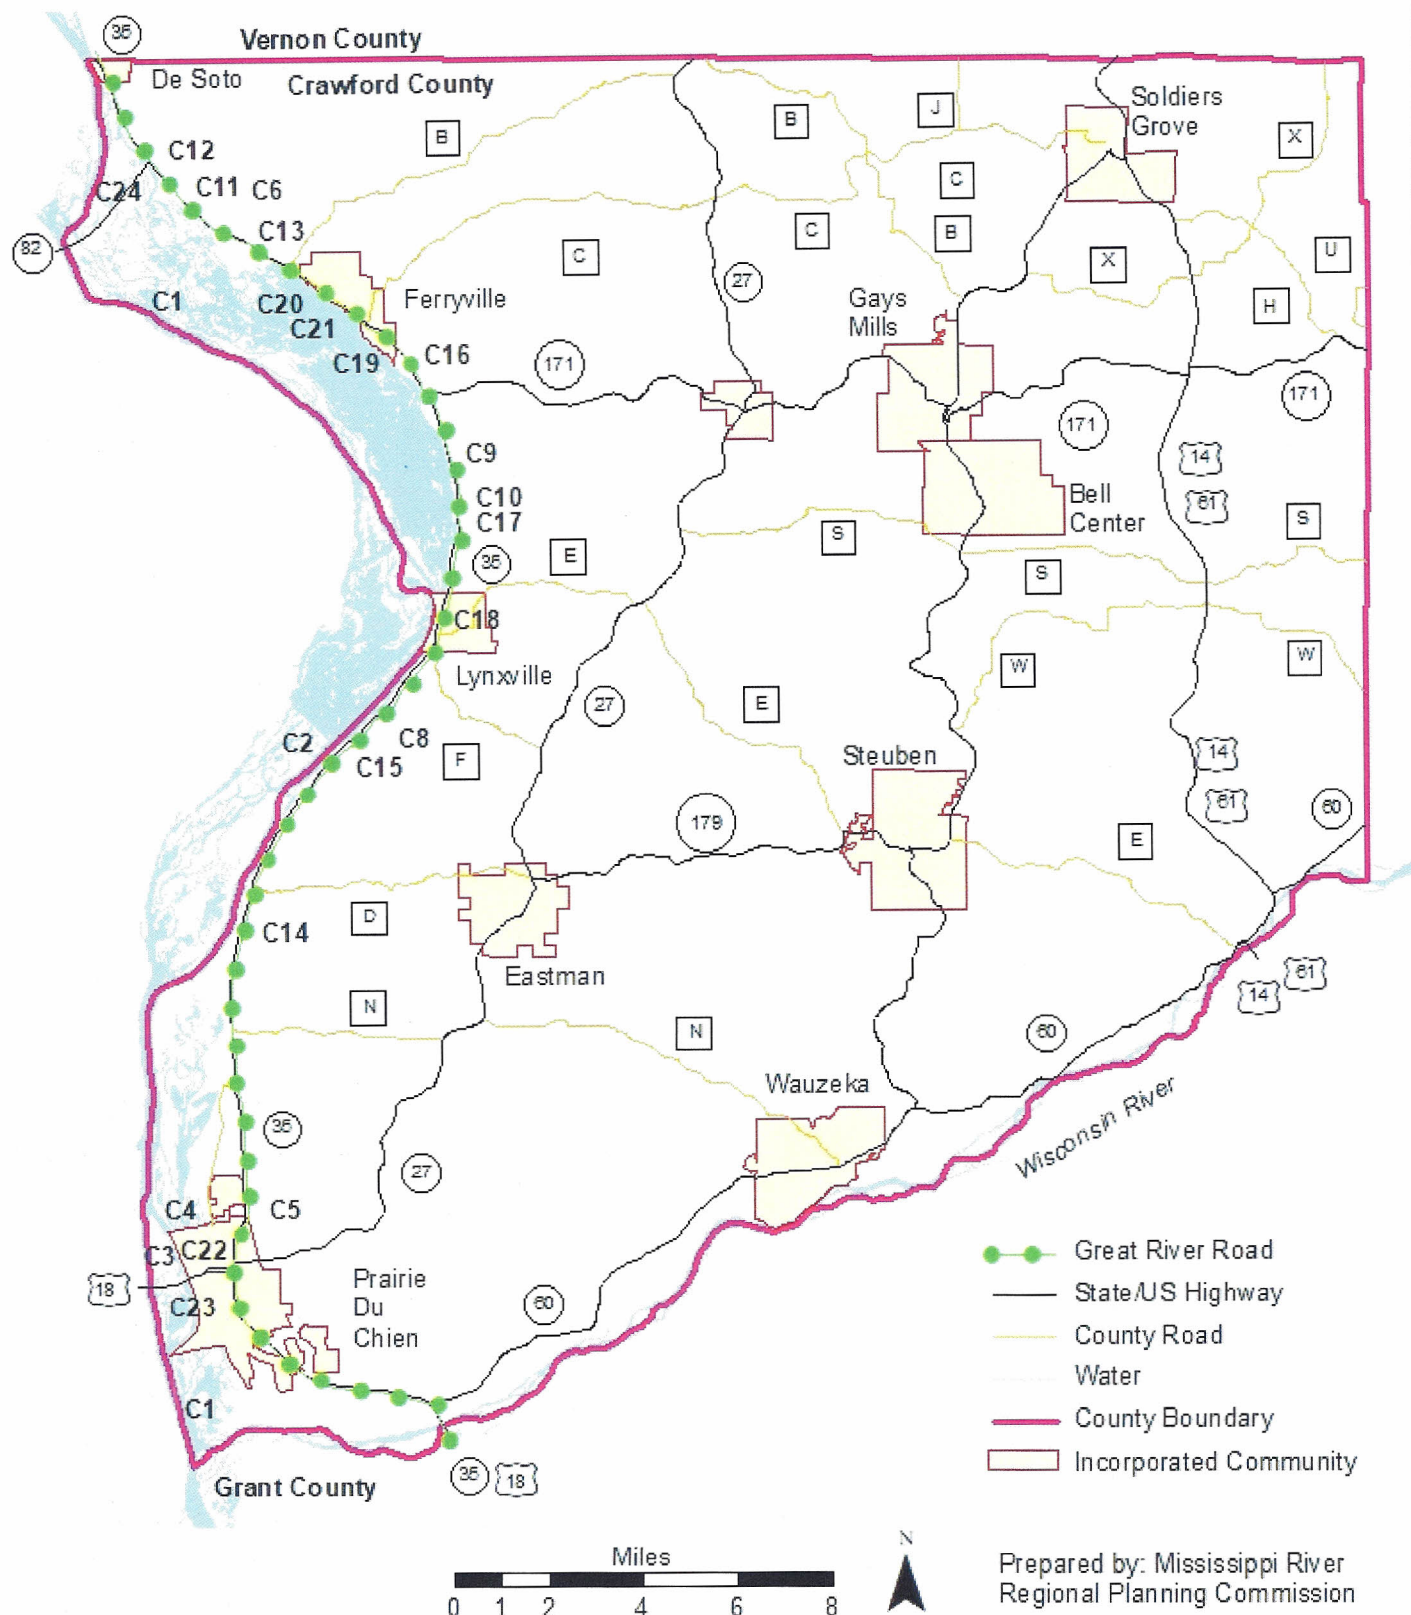 35
Vernon County
De Soto
Crawford County
Soldiers
Grove
B
B
J
X
C12
C24
C11
C6
C
C
B
C13
82
C
X
U
C1
C20
Ferryville
27
Gays
Mills
H
C21
C19
C16
171
171
171
C9
14
C10
61
Bell
Center
C17
S
S
35
E
S
C18
W
W
Lynxville
27
E
C2
C8
C15
F
Steuben
14
61
60
179
E
D
C14
Eastman
61
14
N
N
60
Wauzeka
35
Wisconsin River
27
C4
C5
C3
C22
18
C23
Prairie
Du
Chien
60
C1
Grant County
35
18
Great River Road
State/US Highway
County Road
Water
County Boundary
Incorporated Community
Miles
0 1 2 4 6 8
N
Prepared by: Mississippi River
Regional Planning Commission